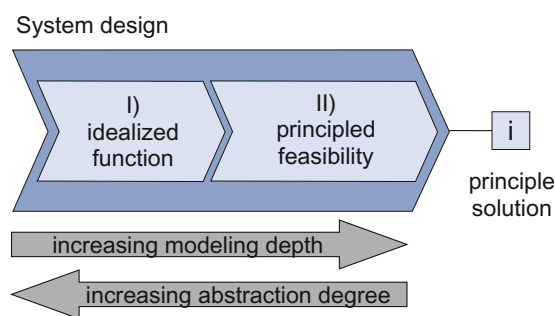 System design
I)
idealized
function
II)
principled
feasibility
i
principle
solution
increasing modeling depth
increasing abstraction degree